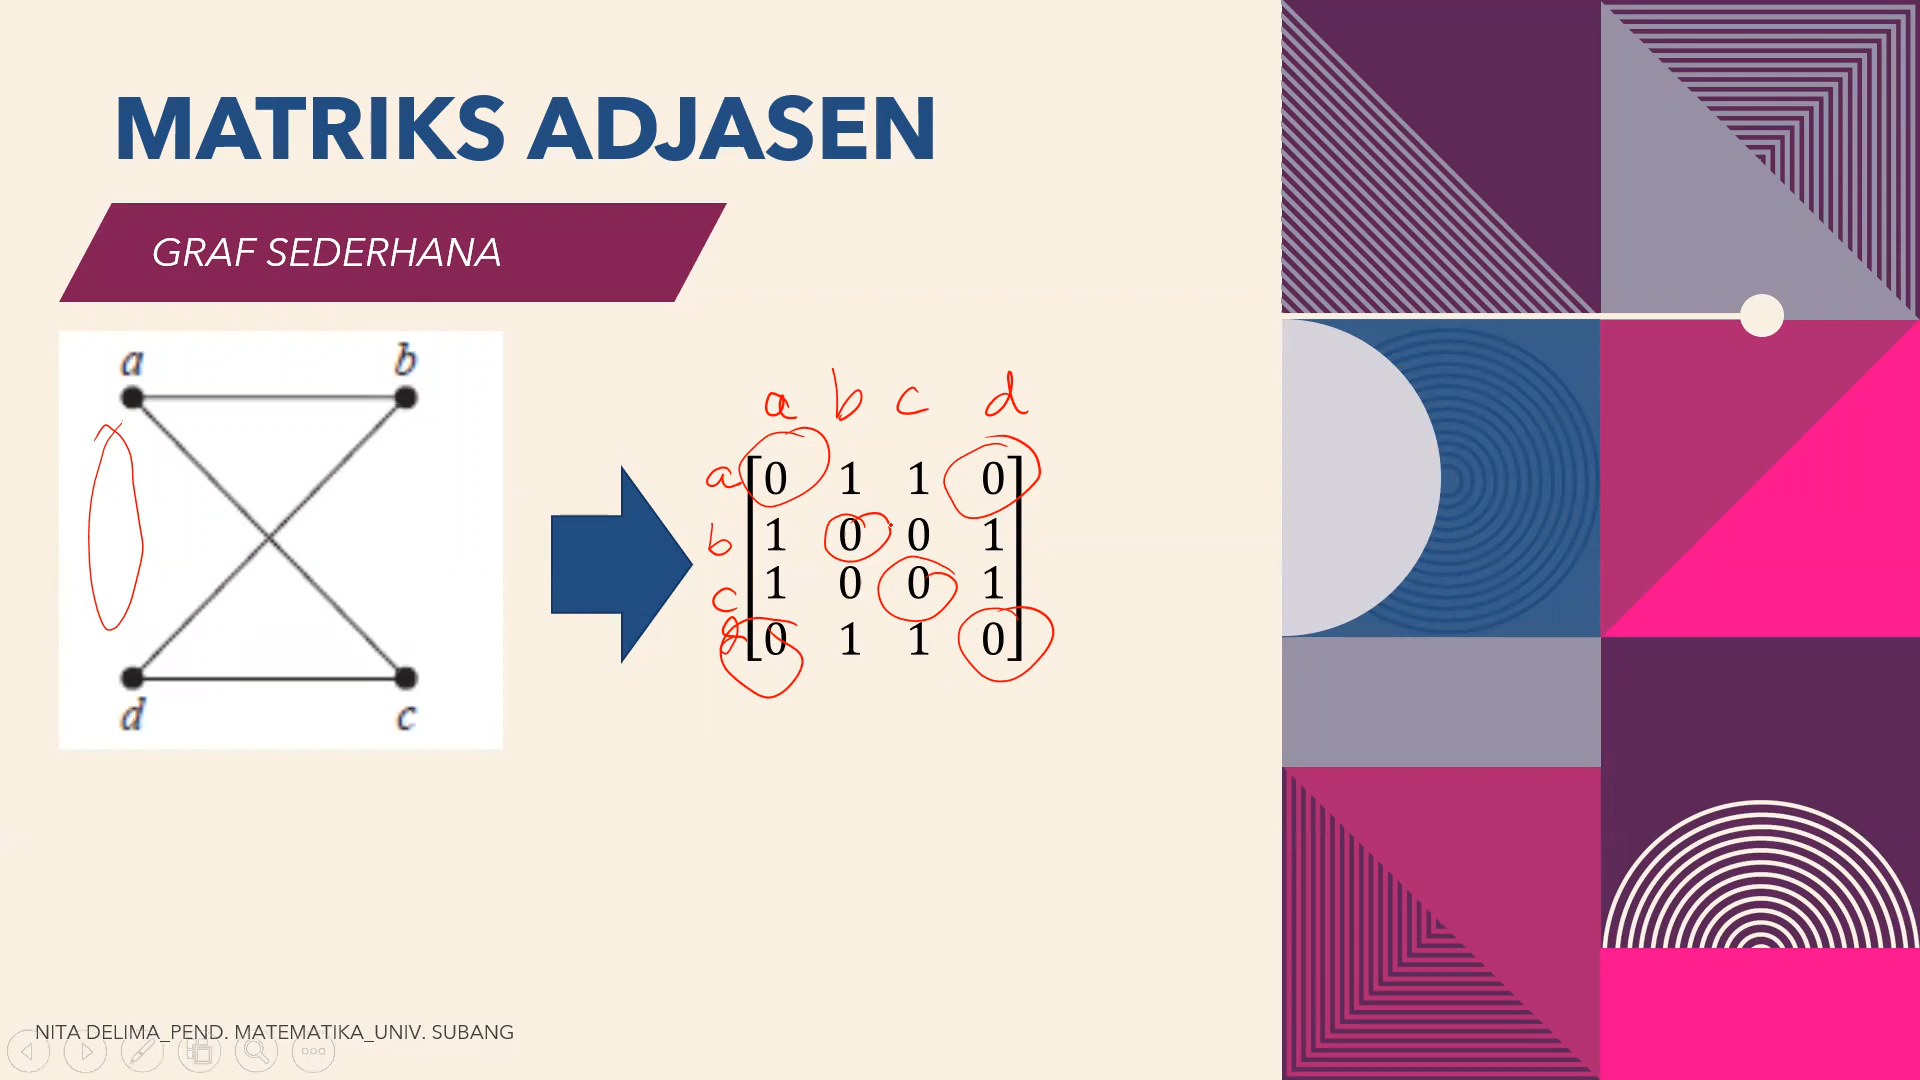 MATRIKS ADJASEN
GRAF SEDERHANA
a b
d c
a b c d
a 0 1 1 0
b 1 0 0 1
c 1 0 0 1
d 0 1 1 0
NITA DELIMA_PEND. MATEMATIKA_UNIV. SUBANG